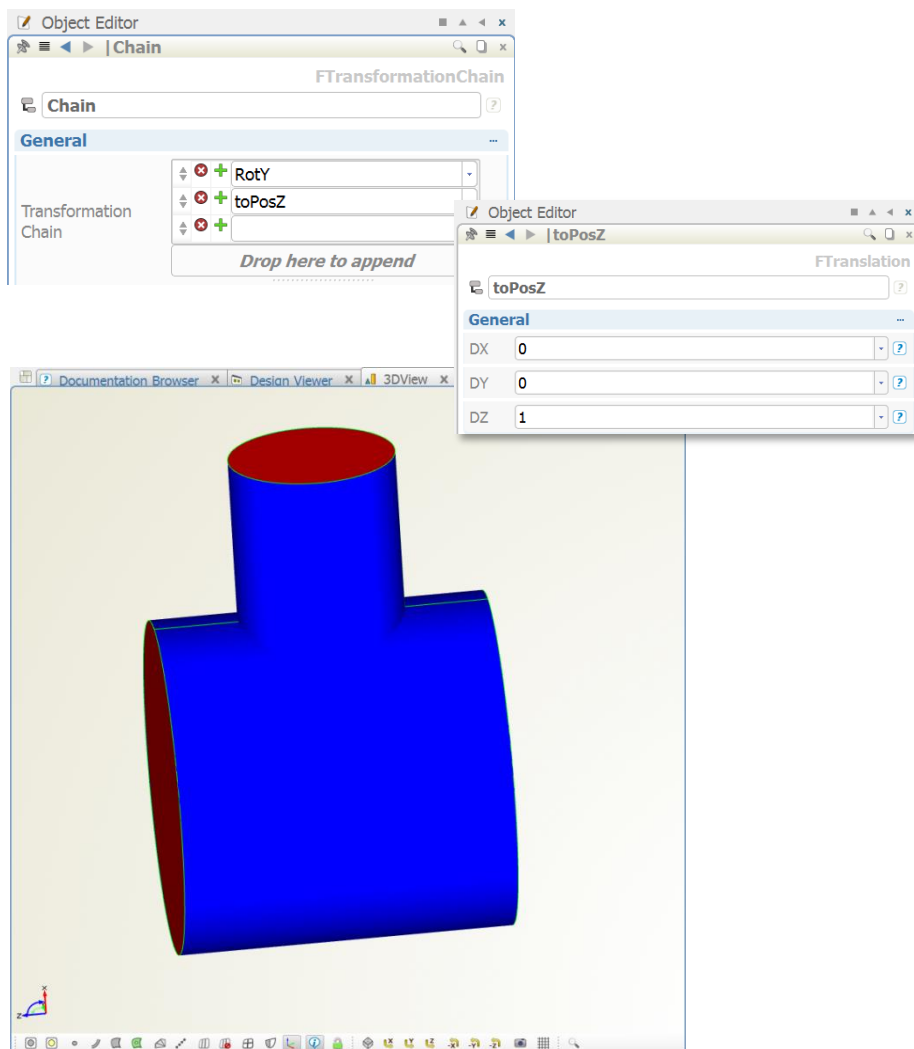 Object Editor
|Chain
FTransformationChain
Chain
General
Transformation
Chain
RotY
toPosZ
Drop here to append
Object Editor
|toPosZ
FTranslation
toPosZ
General
DX 0
DY 0
DZ 1
Documentation Browser Design Viewer 3DView
x
z